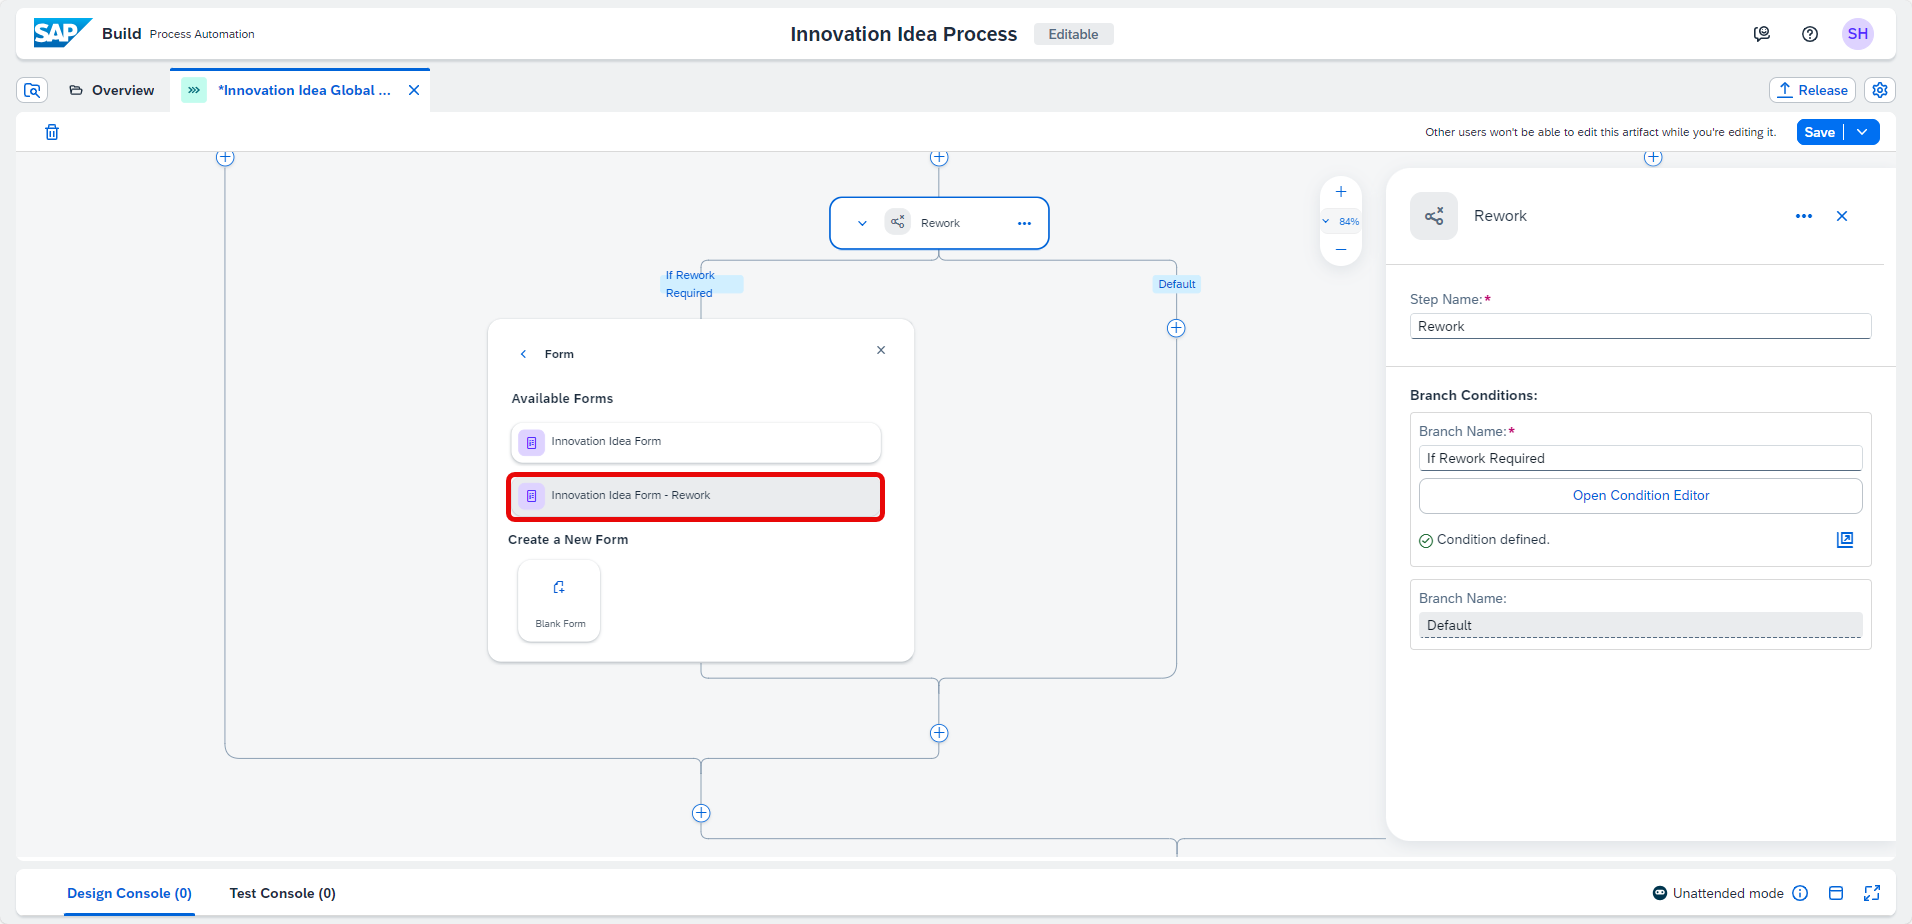 SAP Build Process Automation
Innovation Idea Process Editable
SH
Overview
*Innovation Idea Global ...
Release
Other users won't be able to edit this artifact while you're editing it.
Save
Rework
If Rework
Required
Default
84%
Form
Available Forms
Innovation Idea Form
Innovation Idea Form - Rework
Create a New Form
Blank Form
Rework
Step Name:*
Rework
Branch Conditions:
Branch Name:*
If Rework Required
Open Condition Editor
Condition defined.
Branch Name:
Default
Design Console (0)
Test Console (0)
Unattended mode